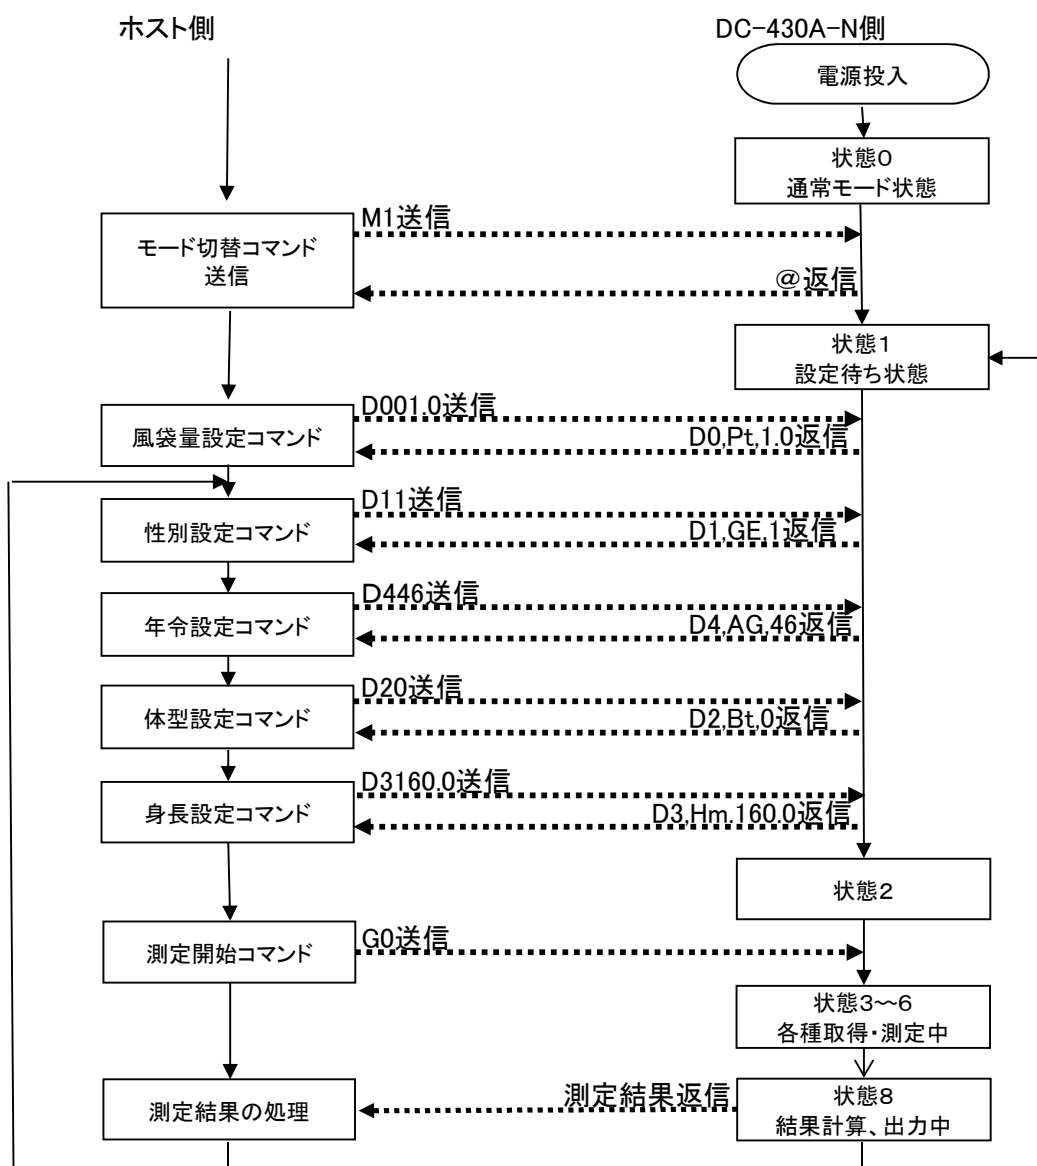 ホスト側
DC-430A-N側
電源投入
状態0
通常モード状態
M1送信
モード切替コマンド
送信
@返信
状態1
設定待ち状態
D001.0送信
風袋量設定コマンド
D0,Pt,1.0返信
D11送信
性別設定コマンド
D1,GE,1返信
D446送信
年令設定コマンド
D4,AG,46返信
D20送信
体型設定コマンド
D2,Bt,0返信
D3160.0送信
身長設定コマンド
D3,Hm.160.0返信
状態2
G0送信
測定開始コマンド
状態3~6
各種取得・測定中
測定結果返信
測定結果の処理
状態8
結果計算、出力中